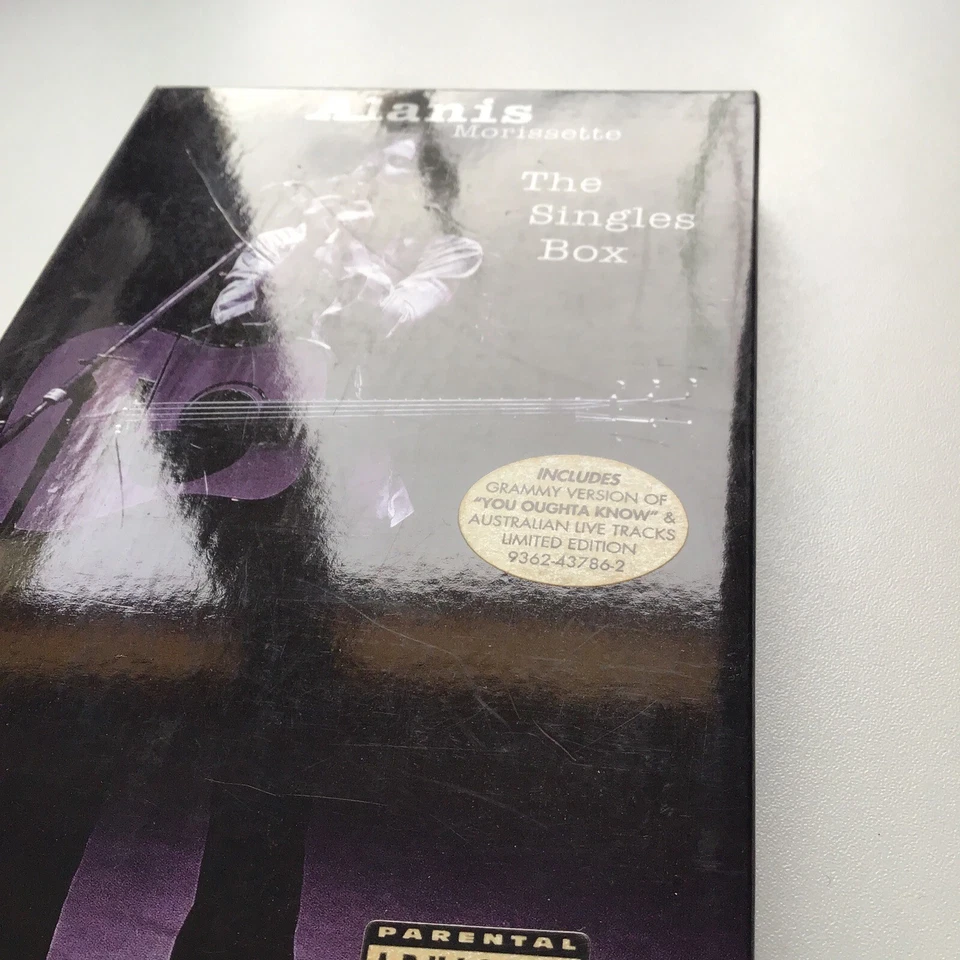 Alanis
Morissette
The
Singles
Box
INCLUDES
GRAMMY VERSION OF
"YOU OUGHTA KNOW" &
AUSTRALIAN LIVE TRACKS
LIMITED EDITION
9362-43786-2
PARENTAL